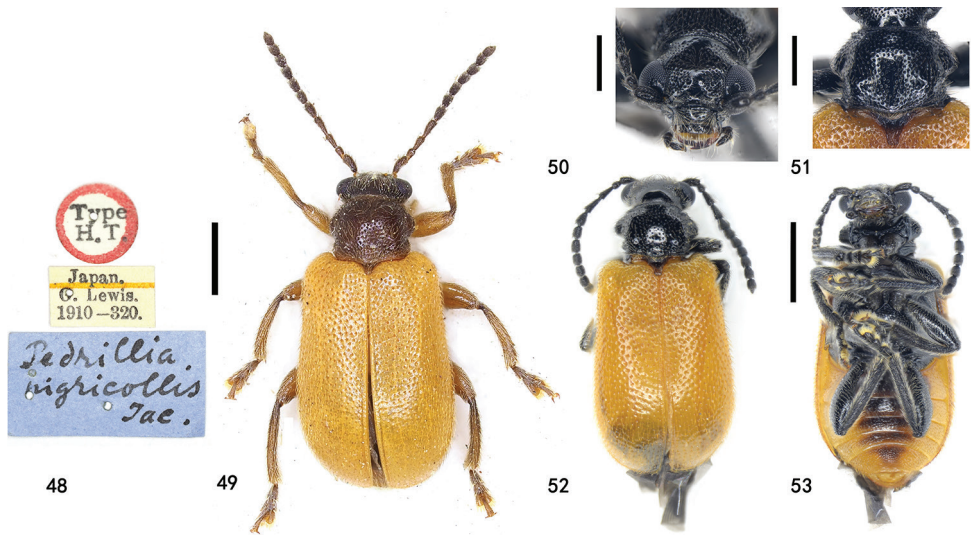 Type
H.T.
Japan.
G. Lewis.
1910—320.
Pedrillia
nigricollis
Jac.
48
49
50
51
52
53